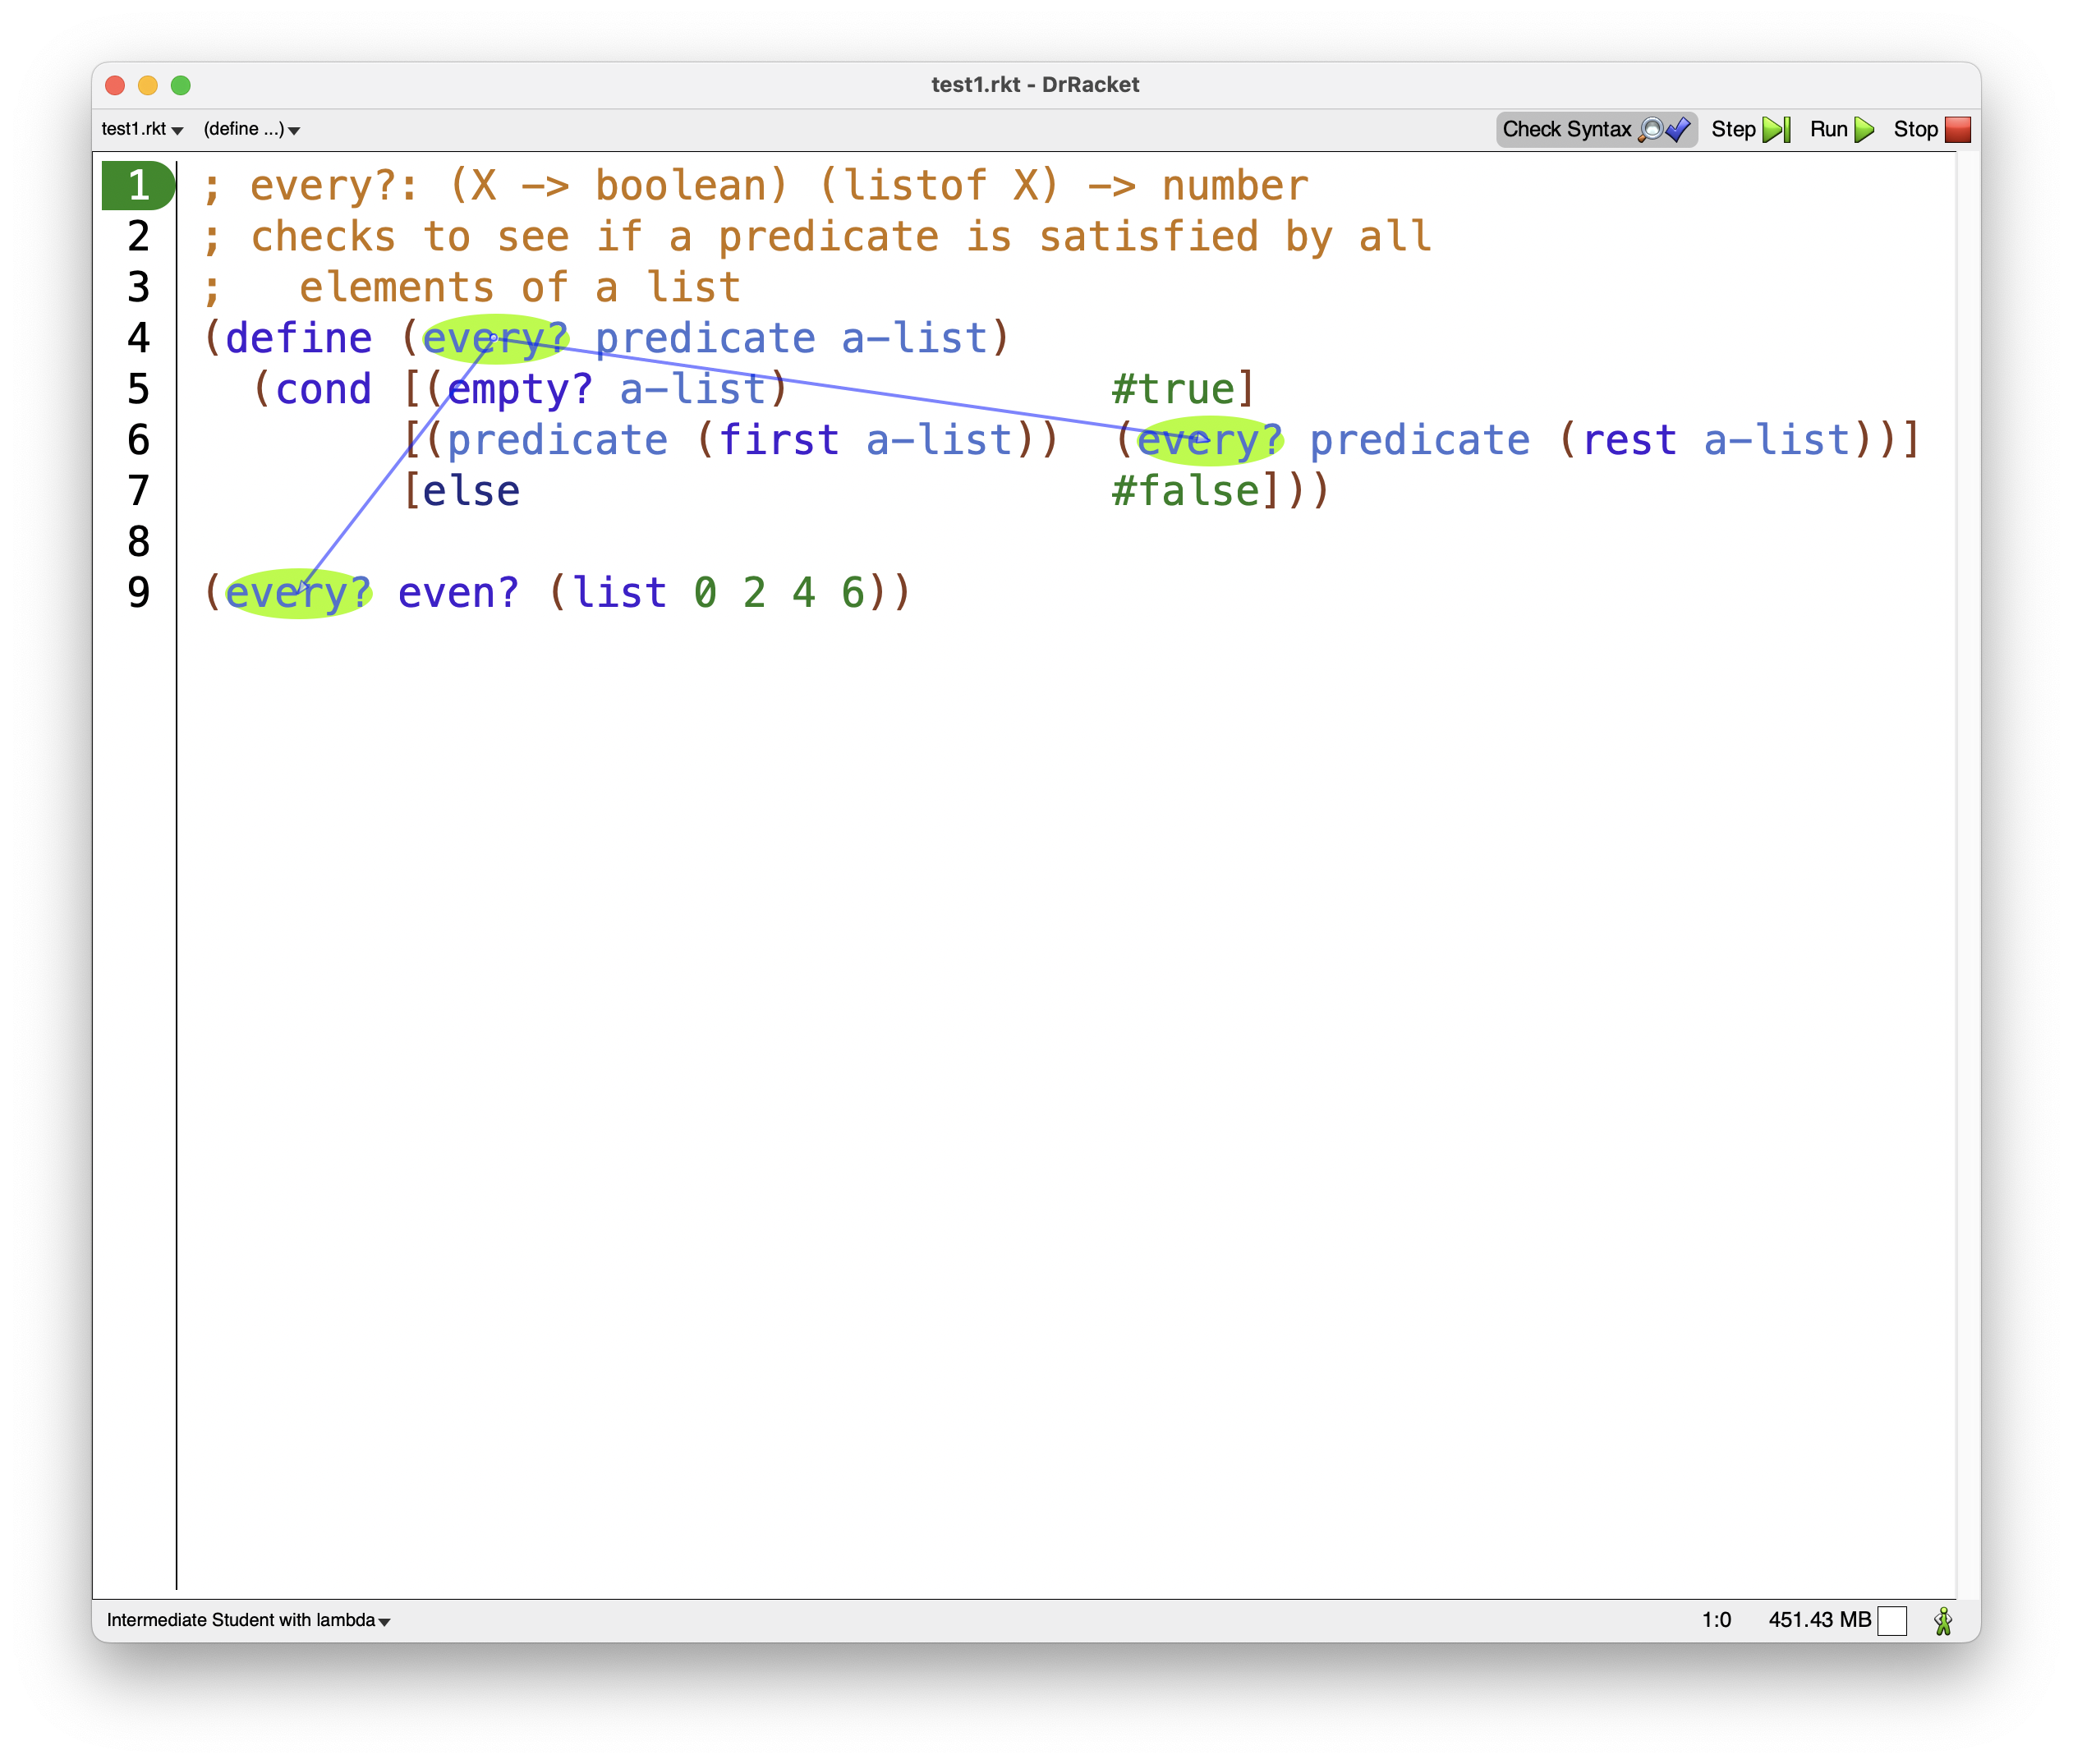 test1.rkt - DrRacket
test1.rkt (define ...) Check Syntax Step Run Stop
1 ; every?: (X -> boolean) (listof X) -> number
2 ; checks to see if a predicate is satisfied by all
3 ;   elements of a list
4 (define (every? predicate a-list)
5   (cond [(empty? a-list)             #true]
6         [(predicate (first a-list))  (every? predicate (rest a-list))]
7         [else                        #false]))
8
9 (every? even? (list 0 2 4 6))
Intermediate Student with lambda 1:0 451.43 MB